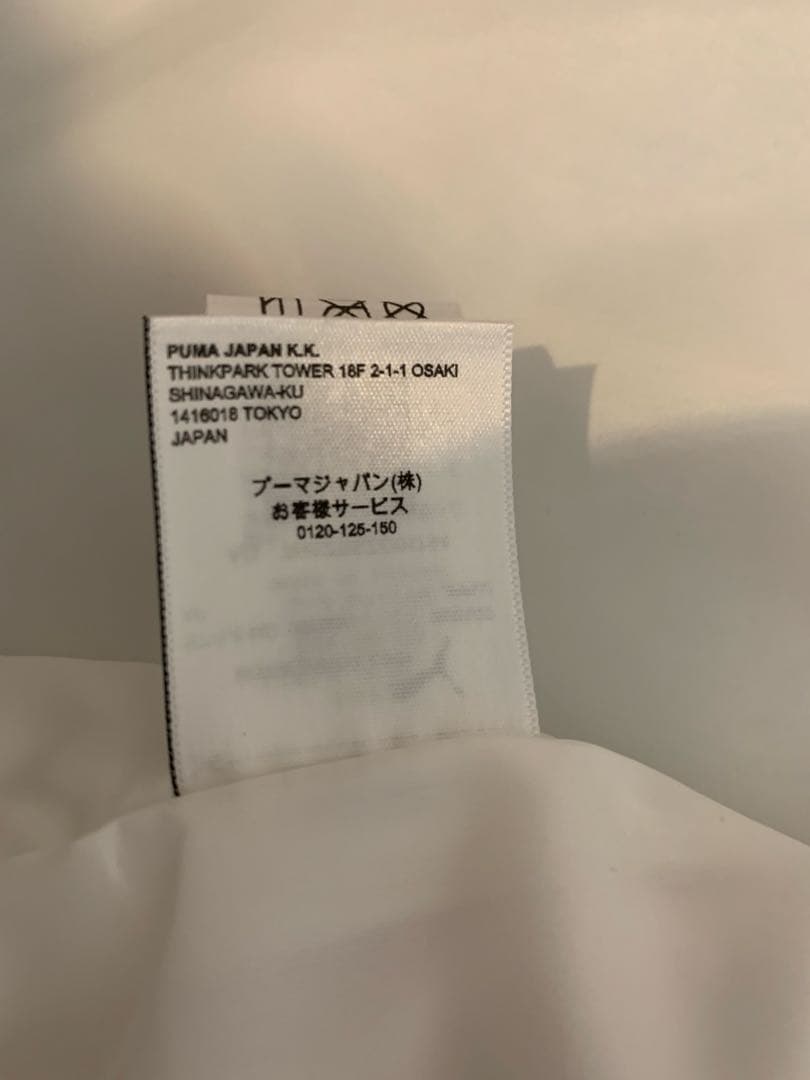 PUMA JAPAN K.K.
THINKPARK TOWER 18F 2-1-1 OSAKI
SHINAGAWA-KU
1416018 TOKYO
JAPAN
プーマジャパン(株)
お客様サービス
0120-125-150